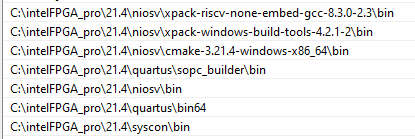 C:\intelFPGA_pro\21.4\niosv\xpack-riscv-none-embed-gcc-8.3.0-2.3\bin
C:\intelFPGA_pro\21.4\niosv\xpack-windows-build-tools-4.2.1-2\bin
C:\intelFPGA_pro\21.4\niosv\cmake-3.21.4-windows-x86_64\bin
C:\intelFPGA_pro\21.4\quartus\sopc_builder\bin
C:\intelFPGA_pro\21.4\niosv\bin
C:\intelFPGA_pro\21.4\quartus\bin64
C:\intelFPGA_pro\21.4\syscon\bin